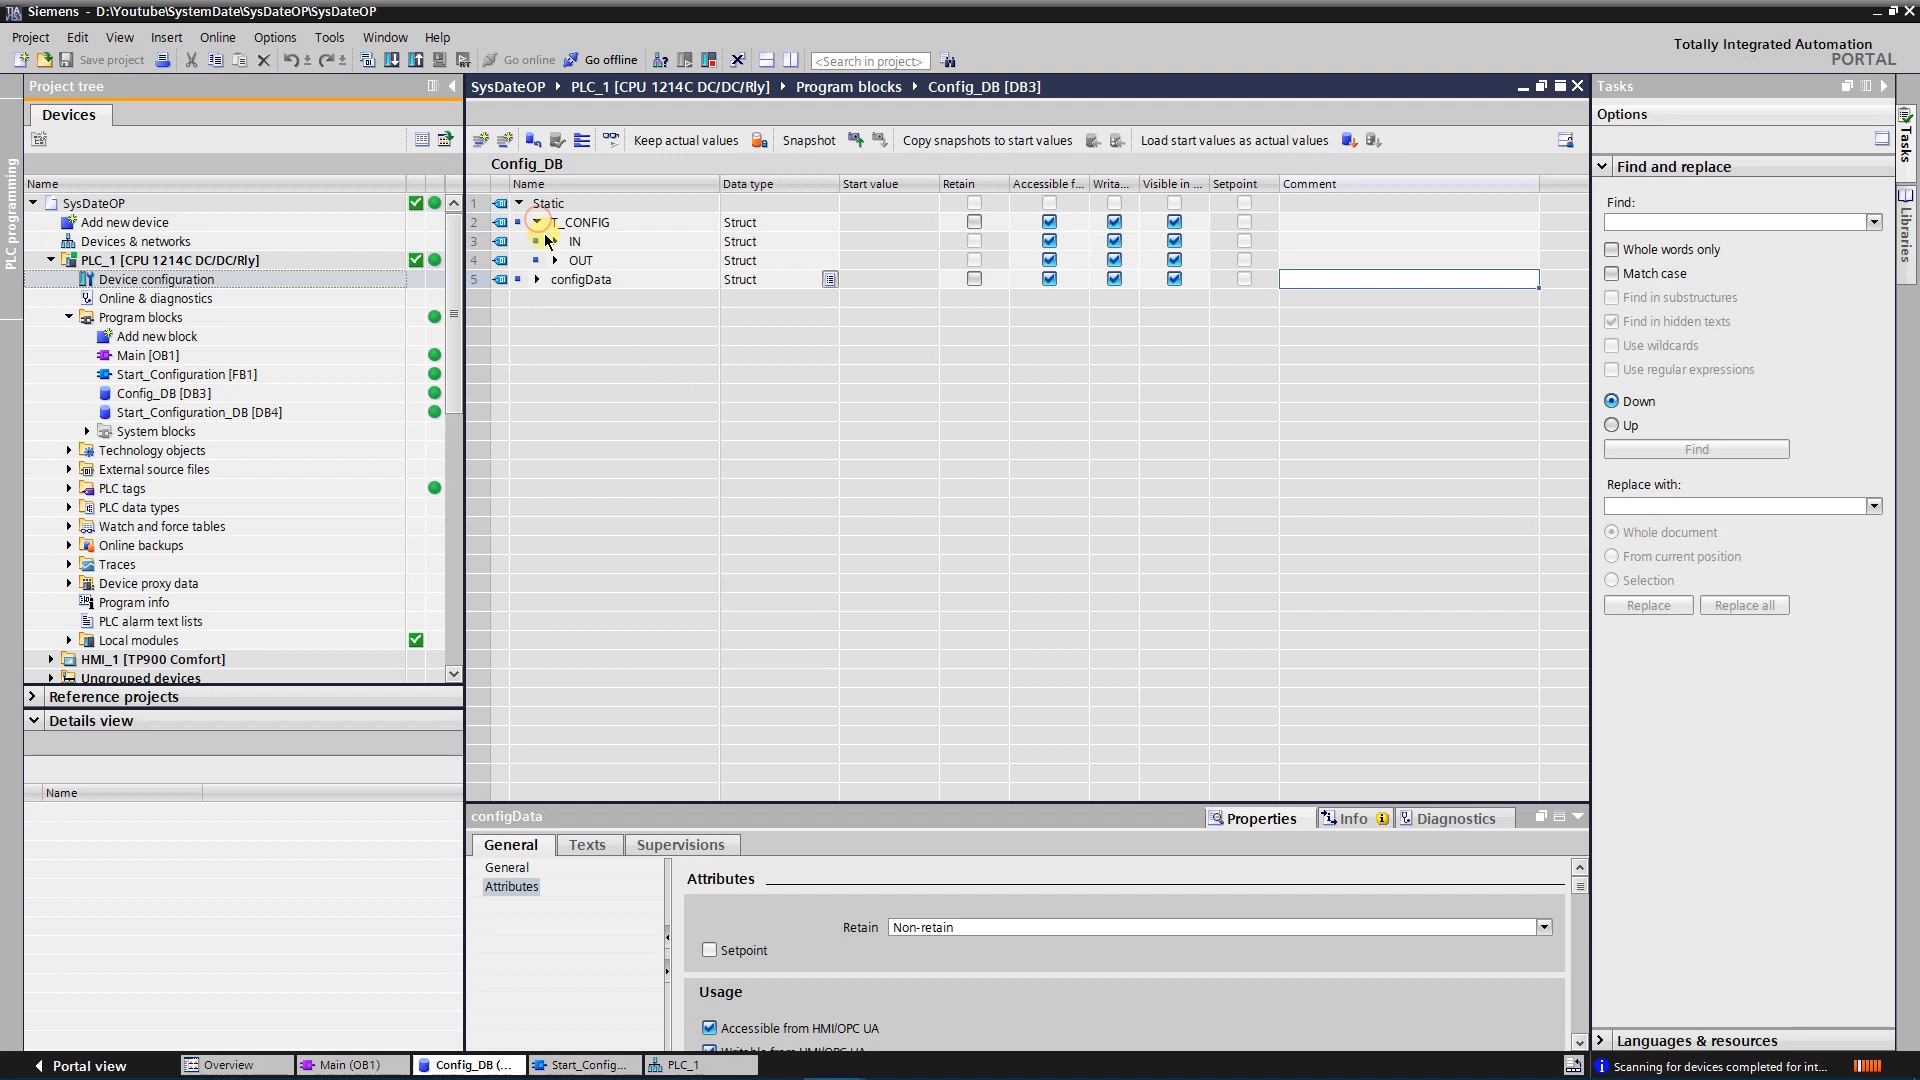 Siemens - D:\Youtube\SystemDate\SysDateOP\SysDateOP
Project Edit View Insert Online Options Tools Window Help
Totally Integrated Automation
PORTAL
Save project
Go online
Go offline
<Search in project>
Project tree
SysDateOP PLC_1 [CPU 1214C DC/DC/Rly] Program blocks Config_DB [DB3]
Tasks
Devices
Options
Keep actual values
Snapshot
Copy snapshots to start values
Load start values as actual values
PLC programming
Tasks
Libraries
Config_DB
Name Data type Start value Retain Accessible f... Writa... Visible in ... Setpoint Comment
1 Static
2 T_CONFIG Struct
3 IN Struct
4 OUT Struct
5 configData Struct
Name
SysDateOP
Add new device
Devices & networks
PLC_1 [CPU 1214C DC/DC/Rly]
Device configuration
Online & diagnostics
Program blocks
Add new block
Main [OB1]
Start_Configuration [FB1]
Config_DB [DB3]
Start_Configuration_DB [DB4]
System blocks
Technology objects
External source files
PLC tags
PLC data types
Watch and force tables
Online backups
Traces
Device proxy data
Program info
PLC alarm text lists
Local modules
HMI_1 [TP900 Comfort]
Ungrouped devices
Reference projects
Details view
Name
Find and replace
Find:
Whole words only
Match case
Find in substructures
Find in hidden texts
Use wildcards
Use regular expressions
Down
Up
Find
Replace with:
Whole document
From current position
Selection
Replace
Replace all
Languages & resources
configData
Properties
Info
Diagnostics
General
Texts
Supervisions
General
Attributes
Attributes
Retain
Non-retain
Setpoint
Usage
Accessible from HMI/OPC UA
Writable from HMI/OPC UA
Portal view
Overview
Main (OB1)
Config_DB (...
Start_Config...
PLC_1
Scanning for devices completed for int...